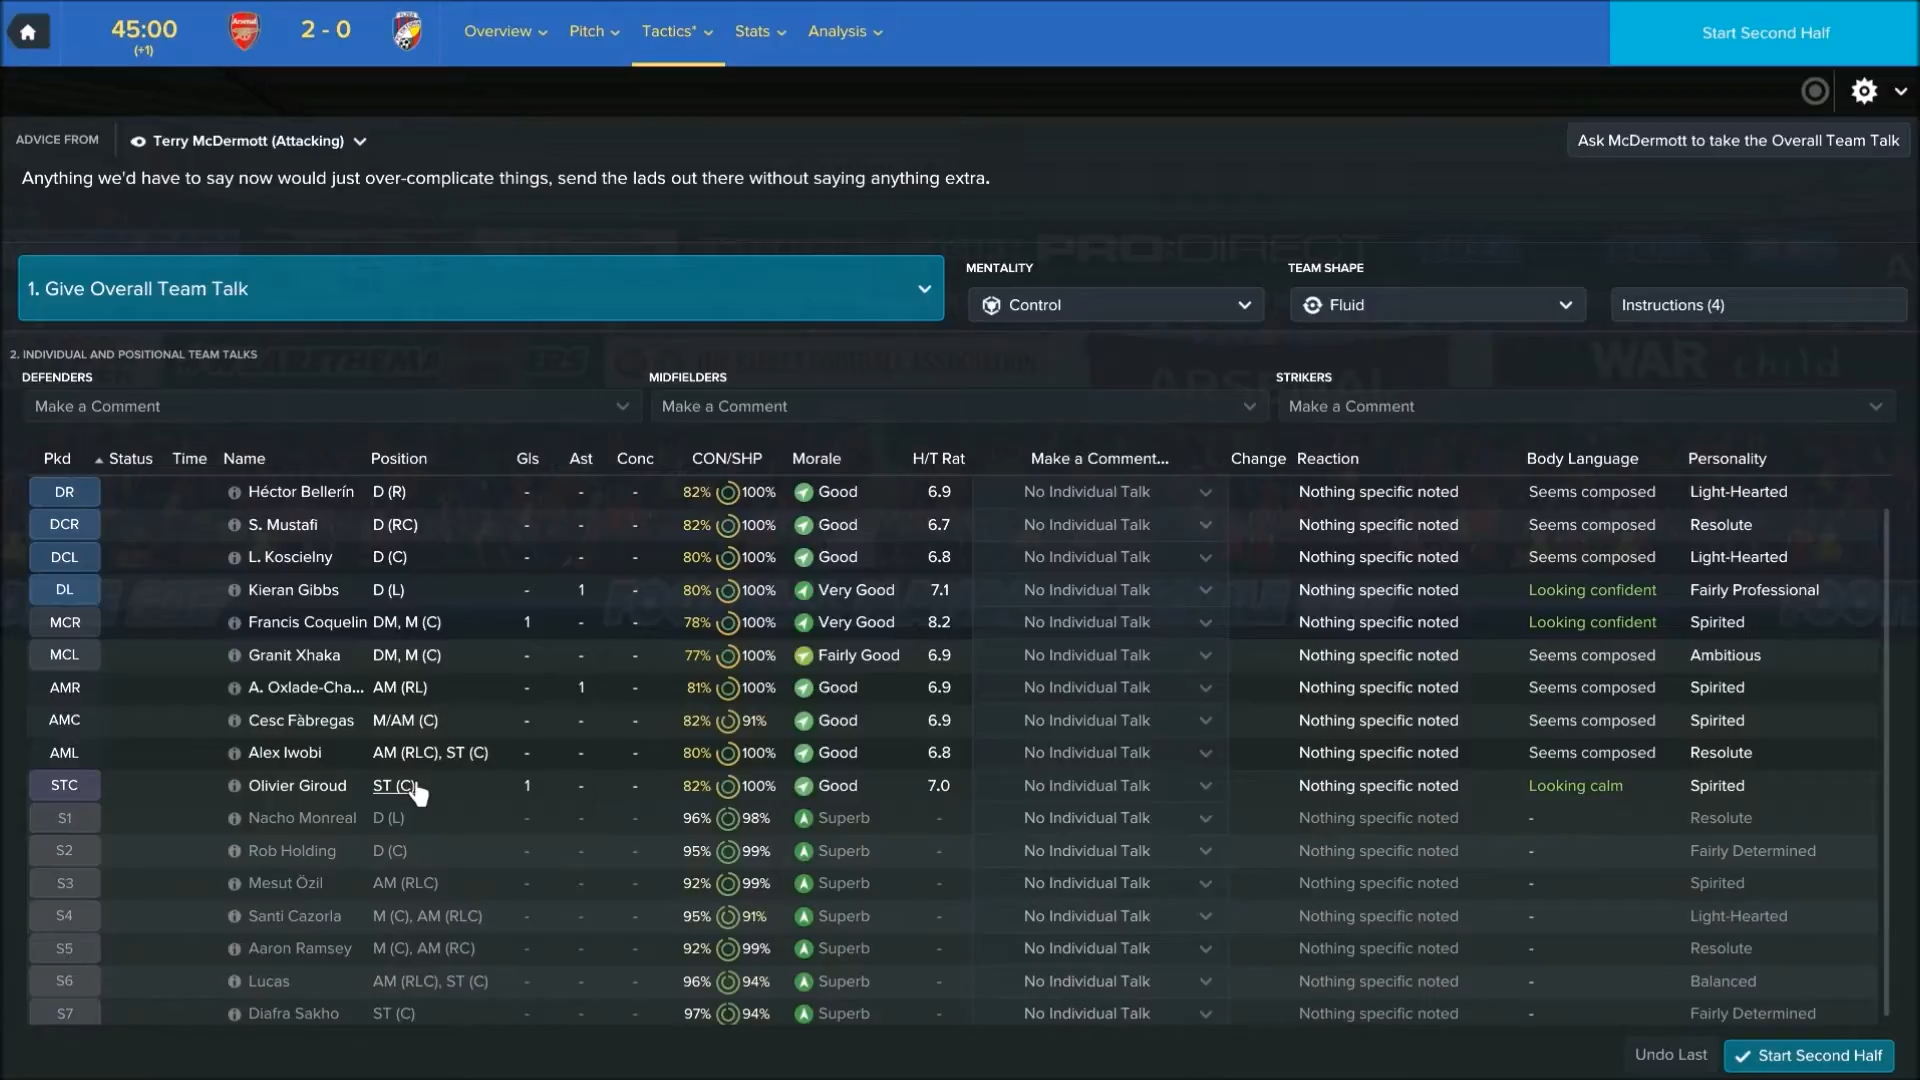 45:00
(+1)
Arsenal
2 - 0
Overview
Pitch
Tactics*
Stats
Analysis
Start Second Half
ADVICE FROM
Terry McDermott (Attacking)
Ask McDermott to take the Overall Team Talk
Anything we'd have to say now would just over-complicate things, send the lads out there without saying anything extra.
1. Give Overall Team Talk
MENTALITY
Control
TEAM SHAPE
Fluid
Instructions (4)
2. INDIVIDUAL AND POSITIONAL TEAM TALKS
DEFENDERS
MIDFIELDERS
STRIKERS
Make a Comment
Make a Comment
Make a Comment
Pkd Status Time Name Position Gls Ast Conc CON/SHP Morale H/T Rat Make a Comment... Change Reaction Body Language Personality
DR Héctor Bellerín D (R) - - - 82% 100% Good 6.9 No Individual Talk Nothing specific noted Seems composed Light-Hearted
DCR S. Mustafi D (RC) - - - 82% 100% Good 6.7 No Individual Talk Nothing specific noted Seems composed Resolute
DCL L. Koscielny D (C) - - - 80% 100% Good 6.8 No Individual Talk Nothing specific noted Seems composed Light-Hearted
DL Kieran Gibbs D (L) - 1 - 80% 100% Very Good 7.1 No Individual Talk Nothing specific noted Looking confident Fairly Professional
MCR Francis Coquelin DM, M (C) 1 - - 78% 100% Very Good 8.2 No Individual Talk Nothing specific noted Looking confident Spirited
MCL Granit Xhaka DM, M (C) - - - 77% 100% Fairly Good 6.9 No Individual Talk Nothing specific noted Seems composed Ambitious
AMR A. Oxlade-Cha... AM (RL) - 1 - 81% 100% Good 6.9 No Individual Talk Nothing specific noted Seems composed Spirited
AMC Cesc Fàbregas M/AM (C) - - - 82% 91% Good 6.9 No Individual Talk Nothing specific noted Seems composed Spirited
AML Alex Iwobi AM (RLC), ST (C) - - - 80% 100% Good 6.8 No Individual Talk Nothing specific noted Seems composed Resolute
STC Olivier Giroud ST (C) 1 - - 82% 100% Good 7.0 No Individual Talk Nothing specific noted Looking calm Spirited
S1 Nacho Monreal D (L) - - - 96% 98% Superb - No Individual Talk Nothing specific noted - Resolute
S2 Rob Holding D (C) - - - 95% 99% Superb - No Individual Talk Nothing specific noted - Fairly Determined
S3 Mesut Özil AM (RLC) - - - 92% 99% Superb - No Individual Talk Nothing specific noted - Spirited
S4 Santi Cazorla M (C), AM (RLC) - - - 95% 91% Superb - No Individual Talk Nothing specific noted - Light-Hearted
S5 Aaron Ramsey M (C), AM (RC) - - - 92% 99% Superb - No Individual Talk Nothing specific noted - Resolute
S6 Lucas AM (RLC), ST (C) - - - 96% 94% Superb - No Individual Talk Nothing specific noted - Balanced
S7 Diafra Sakho ST (C) - - - 97% 94% Superb - No Individual Talk Nothing specific noted - Fairly Determined
Undo Last
Start Second Half